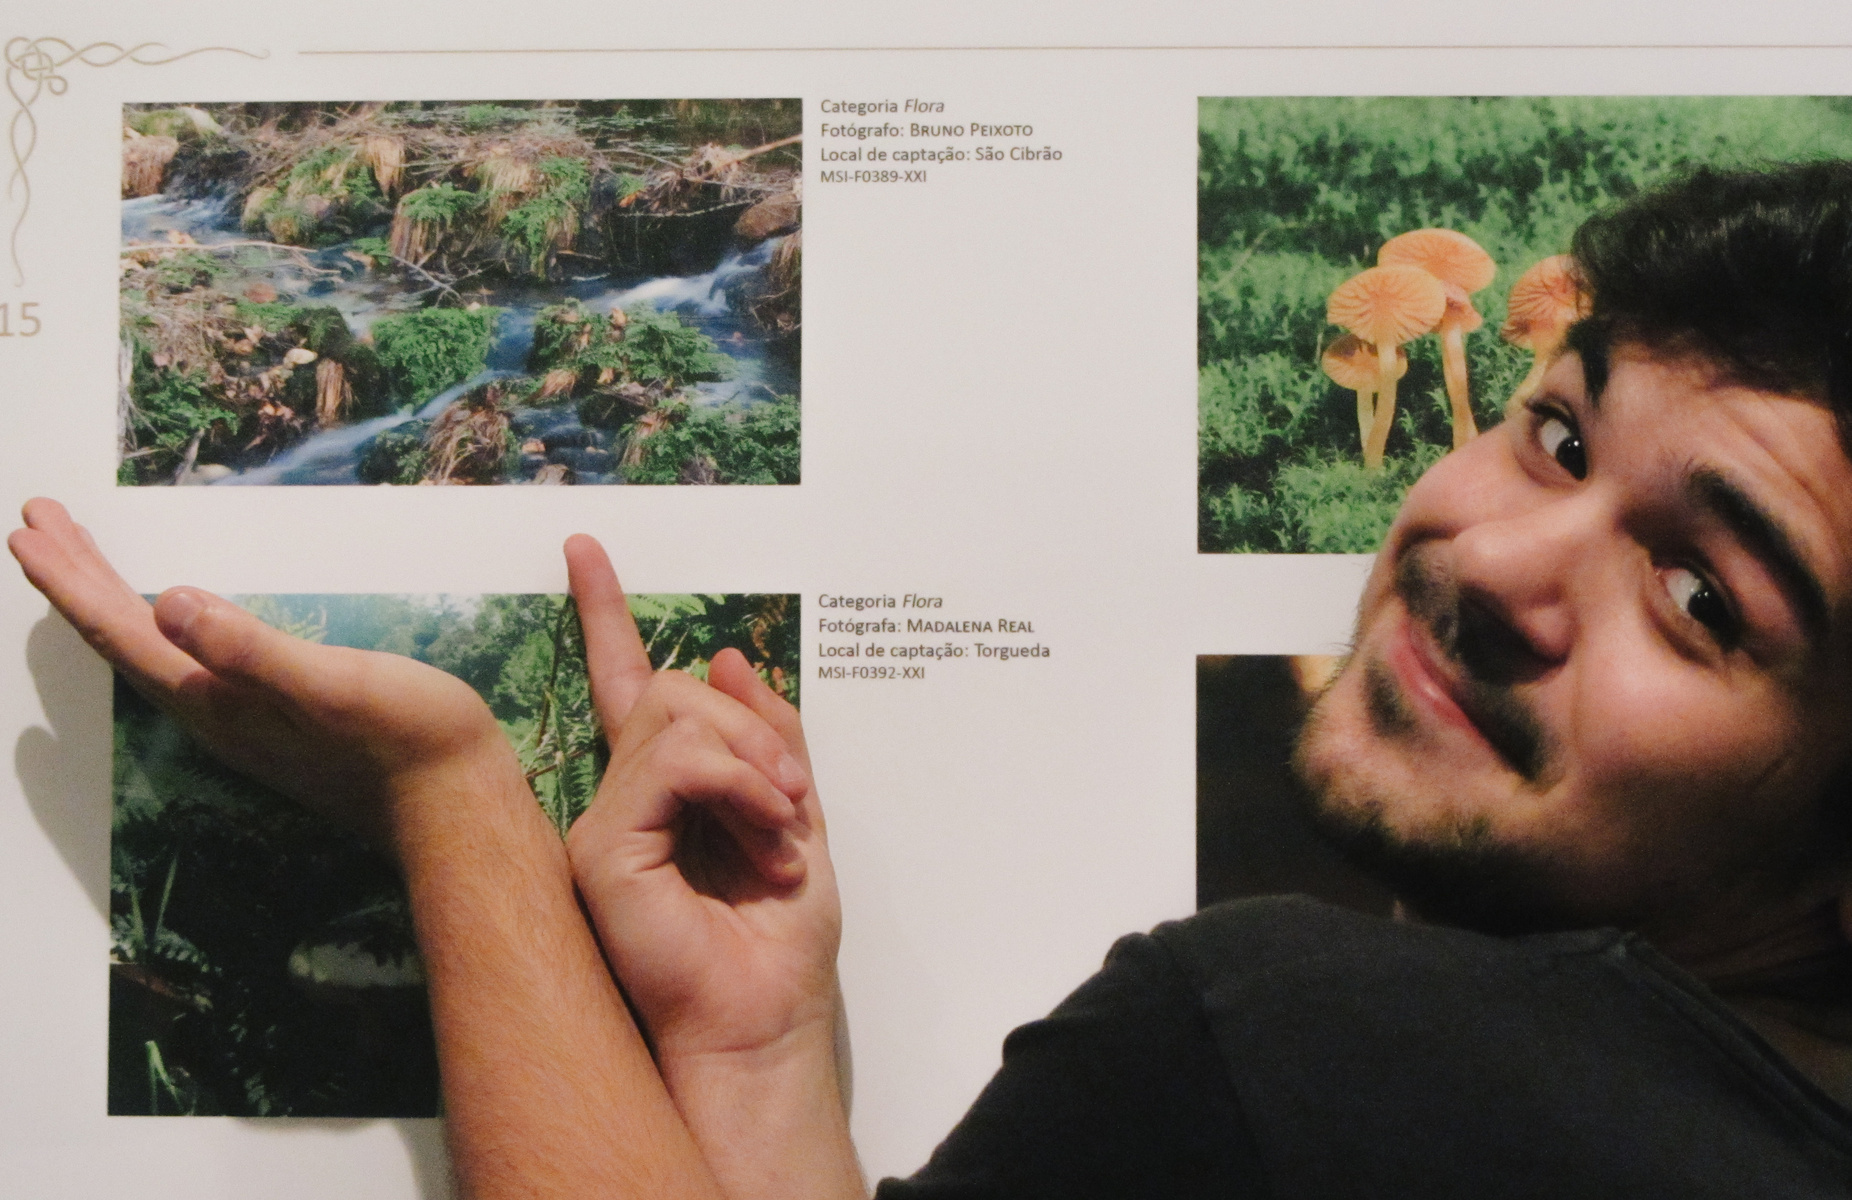 Categoria Flora
Fotógrafo: BRUNO PEIXOTO
Local de captação: São Cibrão
MSI-F0389-XXI
15
Categoria Flora
Fotógrafa: MADALENA REAL
Local de captação: Torgueda
MSI-F0392-XXI